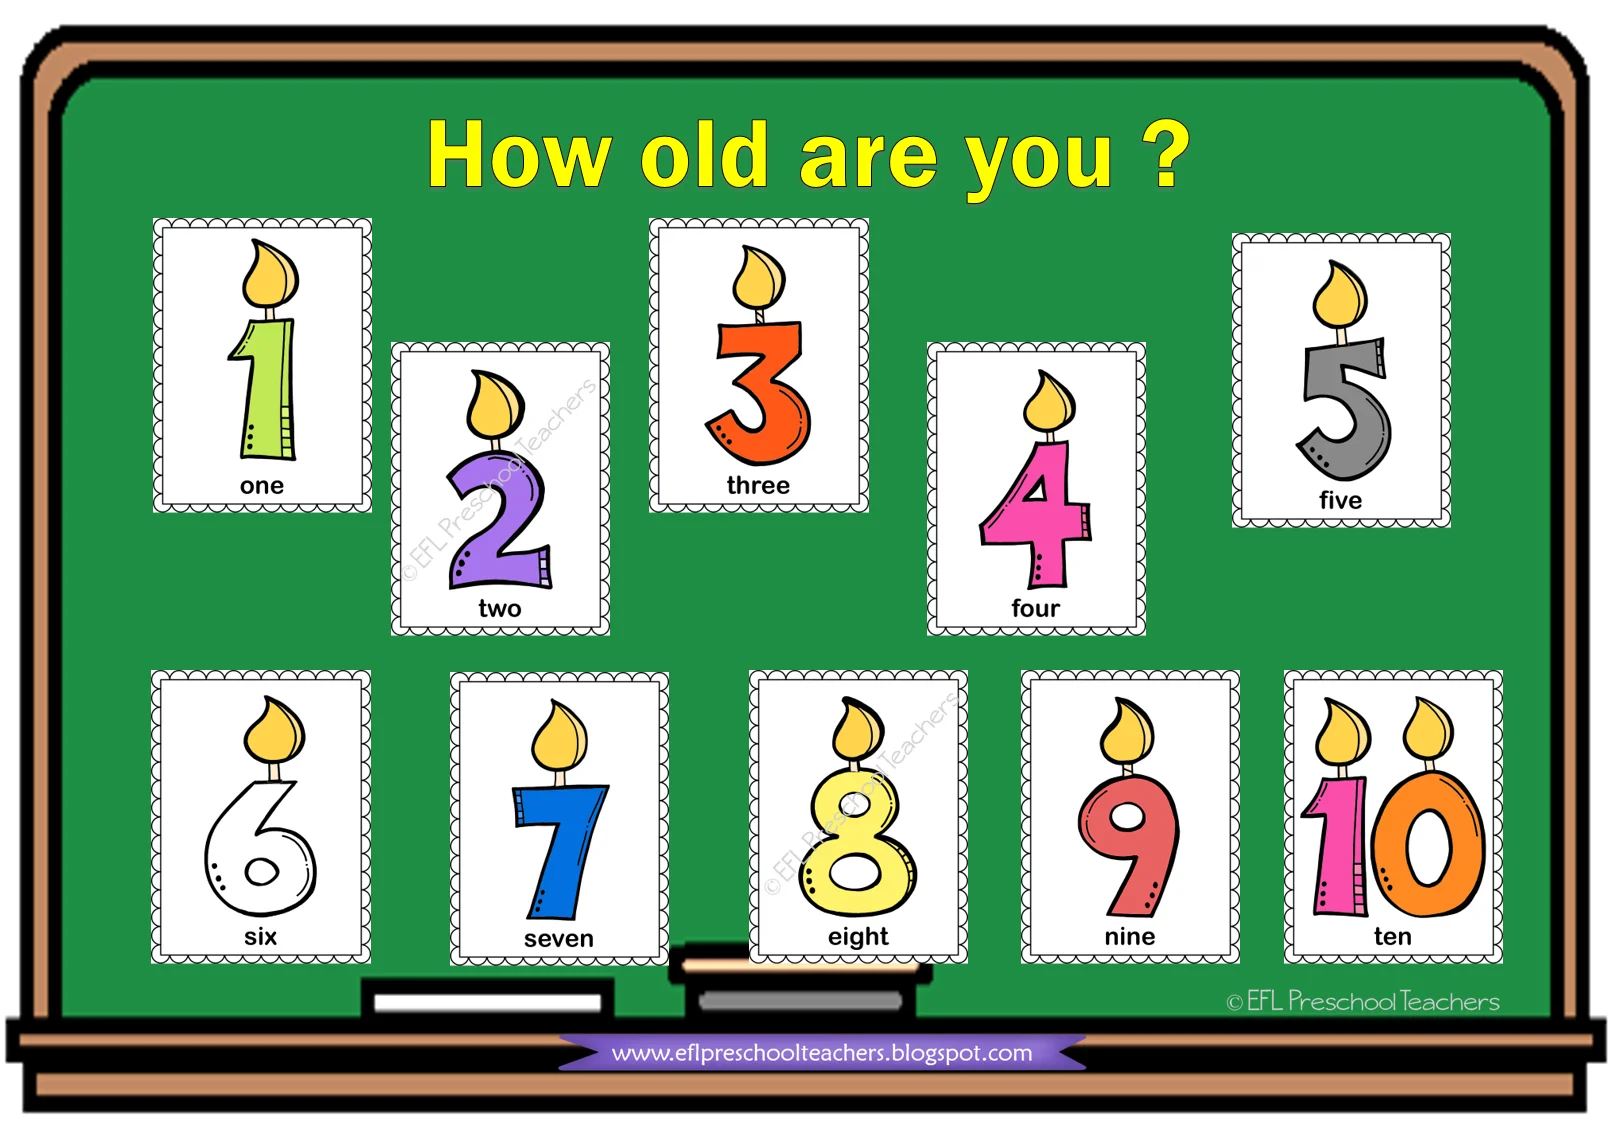 How old are you ?
1
one
2
© EFL Preschool Teachers
two
3
three
4
four
5
five
6
six
7
seven
8
© EFL Preschool Teachers
eight
9
nine
10
ten
© EFL Preschool Teachers
www.eflpreschoolteachers.blogspot.com